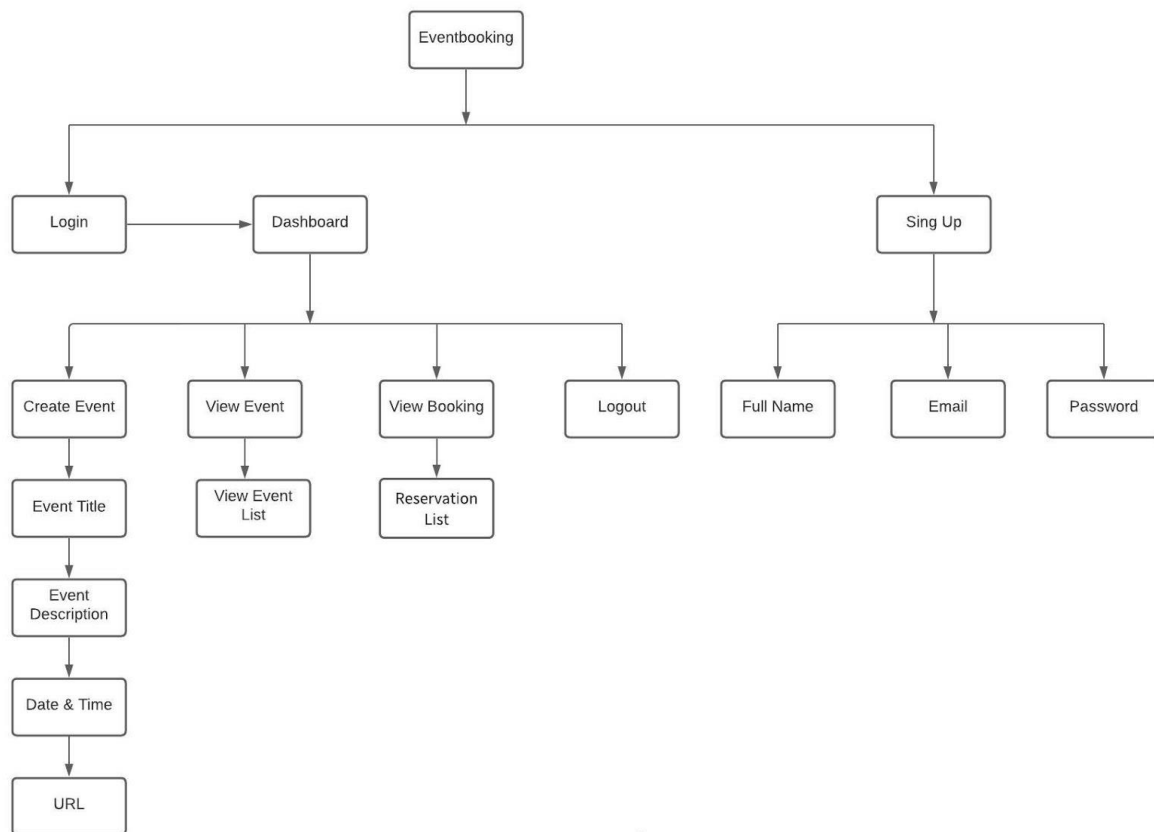 Eventbooking
Login
Dashboard
Sing Up
Create Event
View Event
View Booking
Logout
Full Name
Email
Password
Event Title
View Event
List
Reservation
List
Event
Description
Date & Time
URL